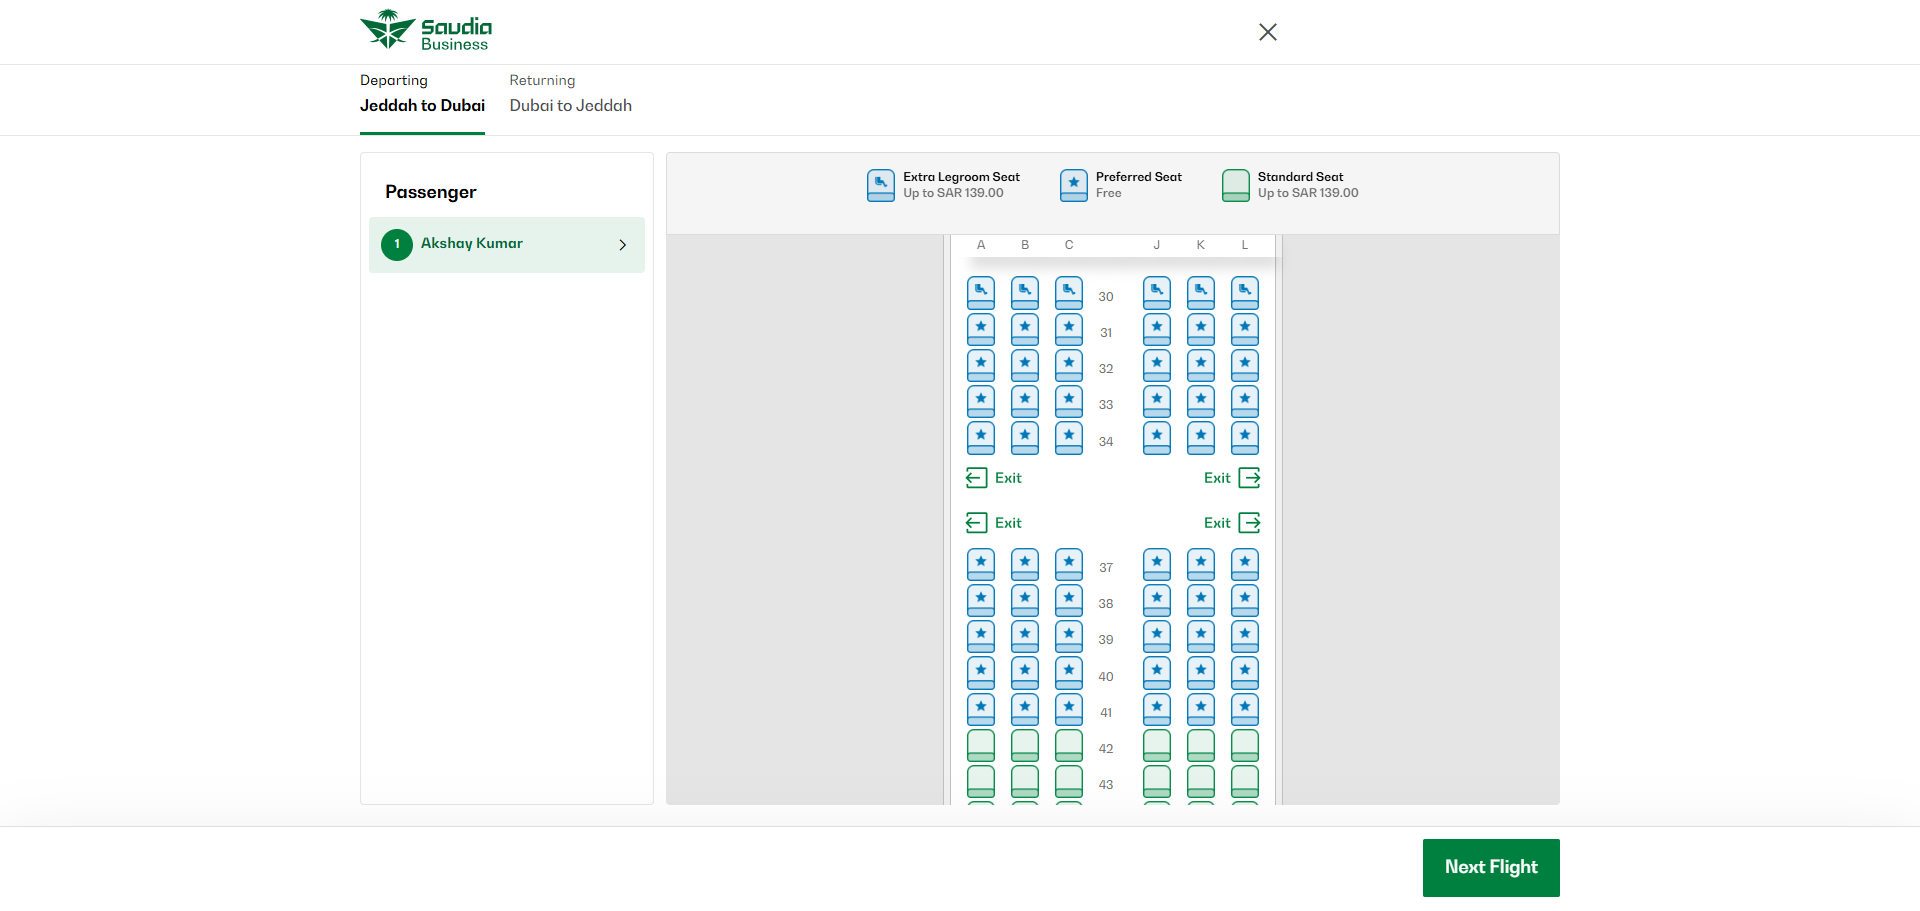 Saudia
Business
Departing
Jeddah to Dubai
Returning
Dubai to Jeddah
Passenger
1 Akshay Kumar
Extra Legroom Seat
Up to SAR 139.00
Preferred Seat
Free
Standard Seat
Up to SAR 139.00
A B C J K L
30
31
32
33
34
Exit Exit
Exit Exit
37
38
39
40
41
42
43
Next Flight